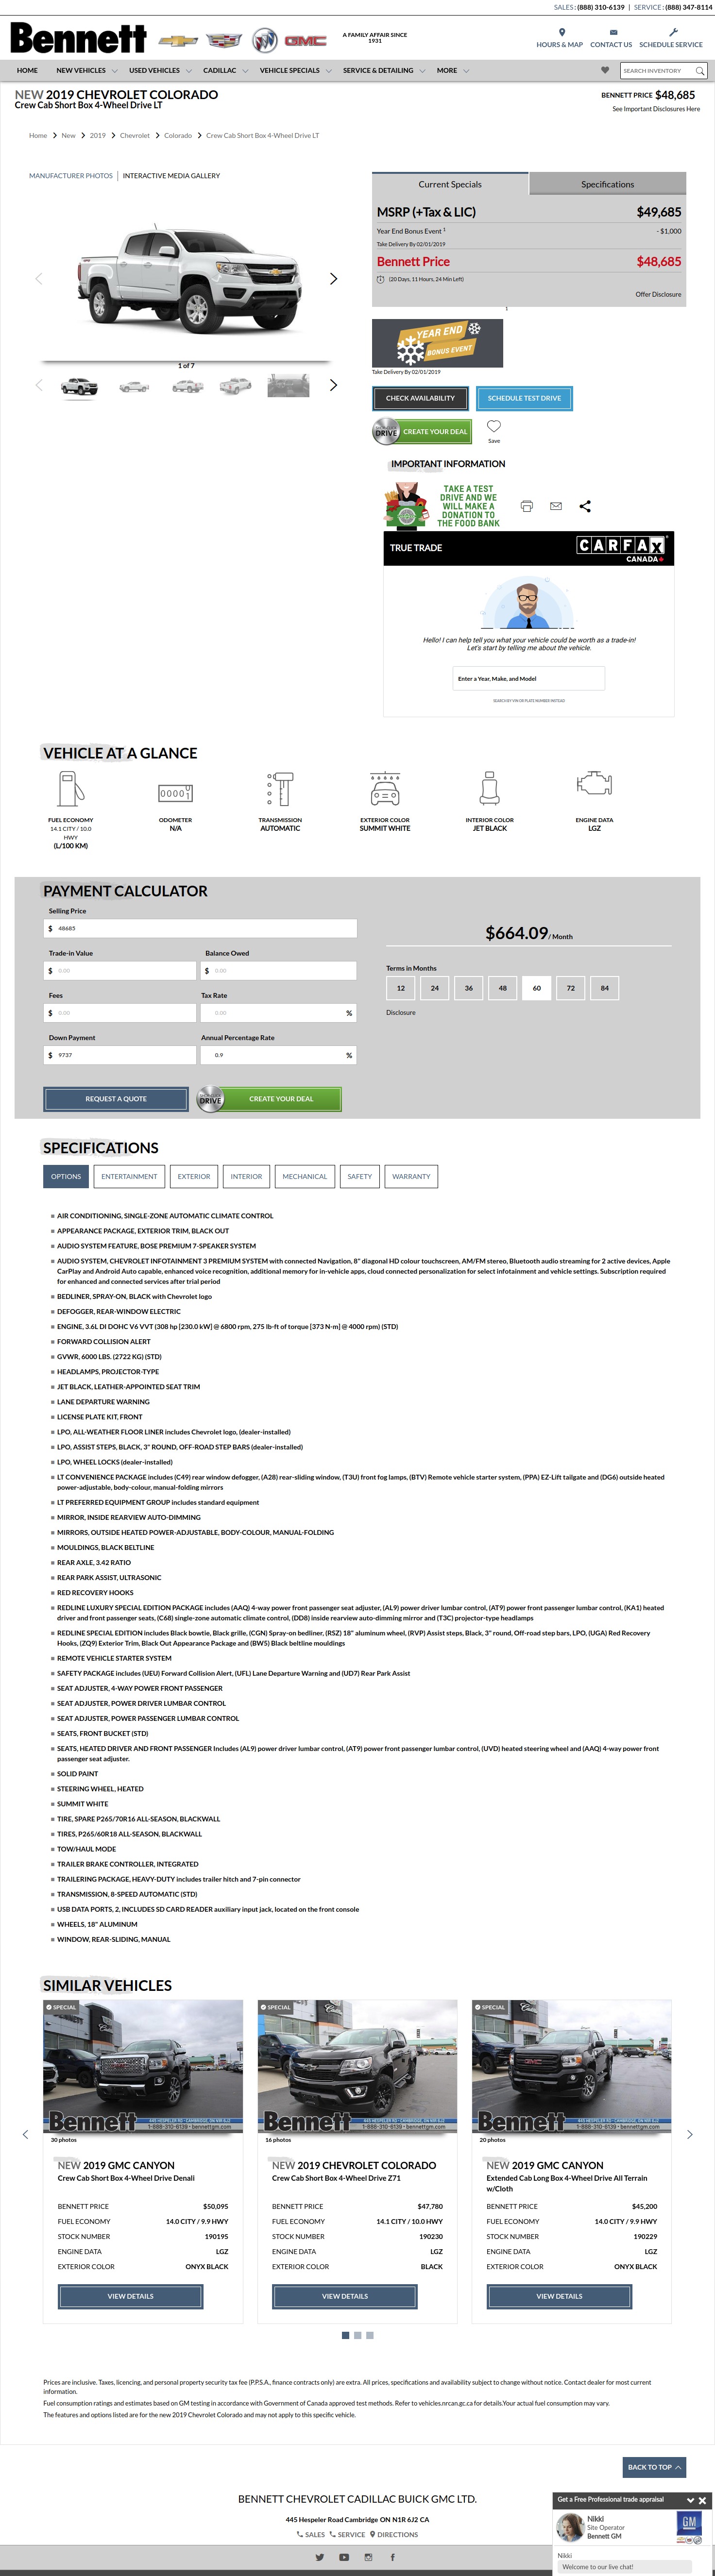 SALES : (888) 310-6139 | SERVICE : (888) 347-8114
Bennett
GMC
A FAMILY AFFAIR SINCE
1931
HOURS & MAP
CONTACT US
SCHEDULE SERVICE
HOME
NEW VEHICLES
USED VEHICLES
CADILLAC
VEHICLE SPECIALS
SERVICE & DETAILING
MORE
SEARCH INVENTORY
NEW 2019 CHEVROLET COLORADO
Crew Cab Short Box 4-Wheel Drive LT
BENNETT PRICE $48,685
See Important Disclosures Here
Home > New > 2019 > Chevrolet > Colorado > Crew Cab Short Box 4-Wheel Drive LT
MANUFACTURER PHOTOS | INTERACTIVE MEDIA GALLERY
1 of 7
Current Specials
Specifications
MSRP (+Tax & LIC) $49,685
Year End Bonus Event 1 - $1,000
Take Delivery By 02/01/2019
Bennett Price $48,685
(20 Days, 11 Hours, 24 Min Left)
Offer Disclosure
1
YEAR END
BONUS EVENT
Take Delivery By 02/01/2019
CHECK AVAILABILITY
SCHEDULE TEST DRIVE
DRIVE
CREATE YOUR DEAL
Save
IMPORTANT INFORMATION
TAKE A TEST
DRIVE AND WE
WILL MAKE A
DONATION TO
THE FOOD BANK
TRUE TRADE
CARFAX
CANADA
Hello! I can help tell you what your vehicle could be worth as a trade-in!
Let's start by telling me about the vehicle.
Enter a Year, Make, and Model
SEARCH BY VIN OR PLATE NUMBER INSTEAD
VEHICLE AT A GLANCE
FUEL ECONOMY
14.1 CITY / 10.0
HWY
(L/100 KM)
ODOMETER
N/A
TRANSMISSION
AUTOMATIC
EXTERIOR COLOR
SUMMIT WHITE
INTERIOR COLOR
JET BLACK
ENGINE DATA
LGZ
PAYMENT CALCULATOR
Selling Price
$ 48685
Trade-in Value
$ 0.00
Balance Owed
$ 0.00
Fees
$ 0.00
Tax Rate
0.00 %
Down Payment
$ 9737
Annual Percentage Rate
0.9 %
REQUEST A QUOTE
DRIVE
CREATE YOUR DEAL
$664.09 / Month
Terms in Months
12 24 36 48 60 72 84
Disclosure
SPECIFICATIONS
OPTIONS
ENTERTAINMENT
EXTERIOR
INTERIOR
MECHANICAL
SAFETY
WARRANTY
AIR CONDITIONING, SINGLE-ZONE AUTOMATIC CLIMATE CONTROL
APPEARANCE PACKAGE, EXTERIOR TRIM, BLACK OUT
AUDIO SYSTEM FEATURE, BOSE PREMIUM 7-SPEAKER SYSTEM
AUDIO SYSTEM, CHEVROLET INFOTAINMENT 3 PREMIUM SYSTEM with connected Navigation, 8" diagonal HD colour touchscreen, AM/FM stereo, Bluetooth audio streaming for 2 active devices, Apple
CarPlay and Android Auto capable, enhanced voice recognition, additional memory for in-vehicle apps, cloud connected personalization for select infotainment and vehicle settings. Subscription required
for enhanced and connected services after trial period
BEDLINER, SPRAY-ON, BLACK with Chevrolet logo
DEFOGGER, REAR-WINDOW ELECTRIC
ENGINE, 3.6L DI DOHC V6 VVT (308 hp [230.0 kW] @ 6800 rpm, 275 lb-ft of torque [373 N-m] @ 4000 rpm) (STD)
FORWARD COLLISION ALERT
GVWR, 6000 LBS. (2722 KG) (STD)
HEADLAMPS, PROJECTOR-TYPE
JET BLACK, LEATHER-APPOINTED SEAT TRIM
LANE DEPARTURE WARNING
LICENSE PLATE KIT, FRONT
LPO, ALL-WEATHER FLOOR LINER includes Chevrolet logo, (dealer-installed)
LPO, ASSIST STEPS, BLACK, 3" ROUND, OFF-ROAD STEP BARS (dealer-installed)
LPO, WHEEL LOCKS (dealer-installed)
LT CONVENIENCE PACKAGE includes (C49) rear window defogger, (A28) rear-sliding window, (T3U) front fog lamps, (BTV) Remote vehicle starter system, (PPA) EZ-Lift tailgate and (DG6) outside heated
power-adjustable, body-colour, manual-folding mirrors
LT PREFERRED EQUIPMENT GROUP includes standard equipment
MIRROR, INSIDE REARVIEW AUTO-DIMMING
MIRRORS, OUTSIDE HEATED POWER-ADJUSTABLE, BODY-COLOUR, MANUAL-FOLDING
MOULDINGS, BLACK BELTLINE
REAR AXLE, 3.42 RATIO
REAR PARK ASSIST, ULTRASONIC
RED RECOVERY HOOKS
REDLINE LUXURY SPECIAL EDITION PACKAGE includes (AAQ) 4-way power front passenger seat adjuster, (AL9) power driver lumbar control, (AT9) power front passenger lumbar control, (KA1) heated
driver and front passenger seats, (C68) single-zone automatic climate control, (DD8) inside rearview auto-dimming mirror and (T3C) projector-type headlamps
REDLINE SPECIAL EDITION includes Black bowtie, Black grille, (CGN) Spray-on bedliner, (RSZ) 18" aluminum wheel, (RVP) Assist steps, Black, 3" round, Off-road step bars, LPO, (UGA) Red Recovery
Hooks, (ZQ9) Exterior Trim, Black Out Appearance Package and (BW5) Black beltline mouldings
REMOTE VEHICLE STARTER SYSTEM
SAFETY PACKAGE includes (UEU) Forward Collision Alert, (UFL) Lane Departure Warning and (UD7) Rear Park Assist
SEAT ADJUSTER, 4-WAY POWER FRONT PASSENGER
SEAT ADJUSTER, POWER DRIVER LUMBAR CONTROL
SEAT ADJUSTER, POWER PASSENGER LUMBAR CONTROL
SEATS, FRONT BUCKET (STD)
SEATS, HEATED DRIVER AND FRONT PASSENGER Includes (AL9) power driver lumbar control, (AT9) power front passenger lumbar control, (UVD) heated steering wheel and (AAQ) 4-way power front
passenger seat adjuster.
SOLID PAINT
STEERING WHEEL, HEATED
SUMMIT WHITE
TIRE, SPARE P265/70R16 ALL-SEASON, BLACKWALL
TIRES, P265/60R18 ALL-SEASON, BLACKWALL
TOW/HAUL MODE
TRAILER BRAKE CONTROLLER, INTEGRATED
TRAILERING PACKAGE, HEAVY-DUTY includes trailer hitch and 7-pin connector
TRANSMISSION, 8-SPEED AUTOMATIC (STD)
USB DATA PORTS, 2, INCLUDES SD CARD READER auxiliary input jack, located on the front console
WHEELS, 18" ALUMINUM
WINDOW, REAR-SLIDING, MANUAL
SIMILAR VEHICLES
SPECIAL
Bennett
445 HESPELER ROAD • CAMBRIDGE, ON N1R 6J2
1-888-310-6139 • bennettgm.com
30 photos
NEW 2019 GMC CANYON
Crew Cab Short Box 4-Wheel Drive Denali
BENNETT PRICE $50,095
FUEL ECONOMY 14.0 CITY / 9.9 HWY
STOCK NUMBER 190195
ENGINE DATA LGZ
EXTERIOR COLOR ONYX BLACK
VIEW DETAILS
SPECIAL
Bennett
445 HESPELER ROAD • CAMBRIDGE, ON N1R 6J2
1-888-310-6139 • bennettgm.com
16 photos
NEW 2019 CHEVROLET COLORADO
Crew Cab Short Box 4-Wheel Drive Z71
BENNETT PRICE $47,780
FUEL ECONOMY 14.1 CITY / 10.0 HWY
STOCK NUMBER 190230
ENGINE DATA LGZ
EXTERIOR COLOR BLACK
VIEW DETAILS
SPECIAL
Bennett
445 HESPELER ROAD • CAMBRIDGE, ON N1R 6J2
1-888-310-6139 • bennettgm.com
20 photos
NEW 2019 GMC CANYON
Extended Cab Long Box 4-Wheel Drive All Terrain
w/Cloth
BENNETT PRICE $45,200
FUEL ECONOMY 14.0 CITY / 9.9 HWY
STOCK NUMBER 190229
ENGINE DATA LGZ
EXTERIOR COLOR ONYX BLACK
VIEW DETAILS
Prices are inclusive. Taxes, licencing, and personal property security tax fee (P.P.S.A., finance contracts only) are extra. All prices, specifications and availability subject to change without notice. Contact dealer for most current
information.
Fuel consumption ratings and estimates based on GM testing in accordance with Government of Canada approved test methods. Refer to vehicles.nrcan.gc.ca for details.Your actual fuel consumption may vary.
The features and options listed are for the new 2019 Chevrolet Colorado and may not apply to this specific vehicle.
BACK TO TOP
BENNETT CHEVROLET CADILLAC BUICK GMC LTD.
445 Hespeler Road Cambridge ON N1R 6J2 CA
SALES SERVICE DIRECTIONS
Get a Free Professional trade appraisal
Nikki
Site Operator
Bennett GM
GM
Nikki
Welcome to our live chat!